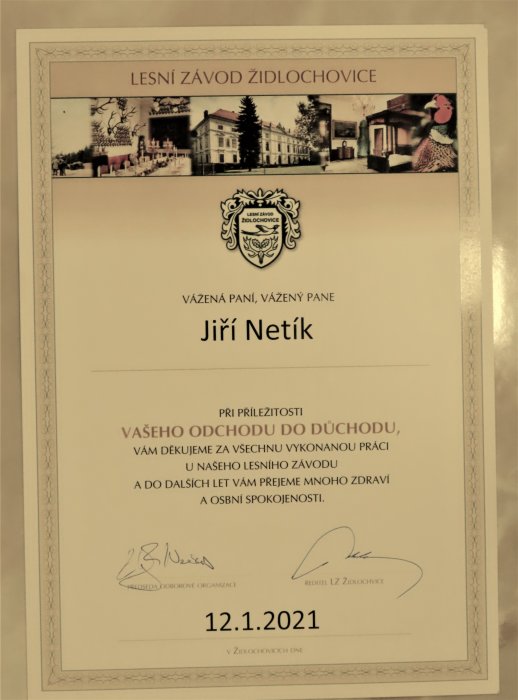 LESNÍ ZÁVOD ŽIDLOCHOVICE
LESNÍ ZÁVOD
ŽIDLOCHOVICE
VÁŽENÁ PANÍ, VÁŽENÝ PANE
Jiří Netík
PŘI PŘÍLEŽITOSTI
VAŠEHO ODCHODU DO DŮCHODU,
VÁM DĚKUJEME ZA VŠECHNU VYKONANOU PRÁCI
U NAŠEHO LESNÍHO ZÁVODU
A DO DALŠÍCH LET VÁM PŘEJEME MNOHO ZDRAVÍ
A OSBNÍ SPOKOJENOSTI.
PŘEDSEDA ODBOROVÉ ORGANIZACE
ŘEDITEL LZ ŽIDLOCHVICE
12.1.2021
V ŽIDLOCHOVICÍCH DNE